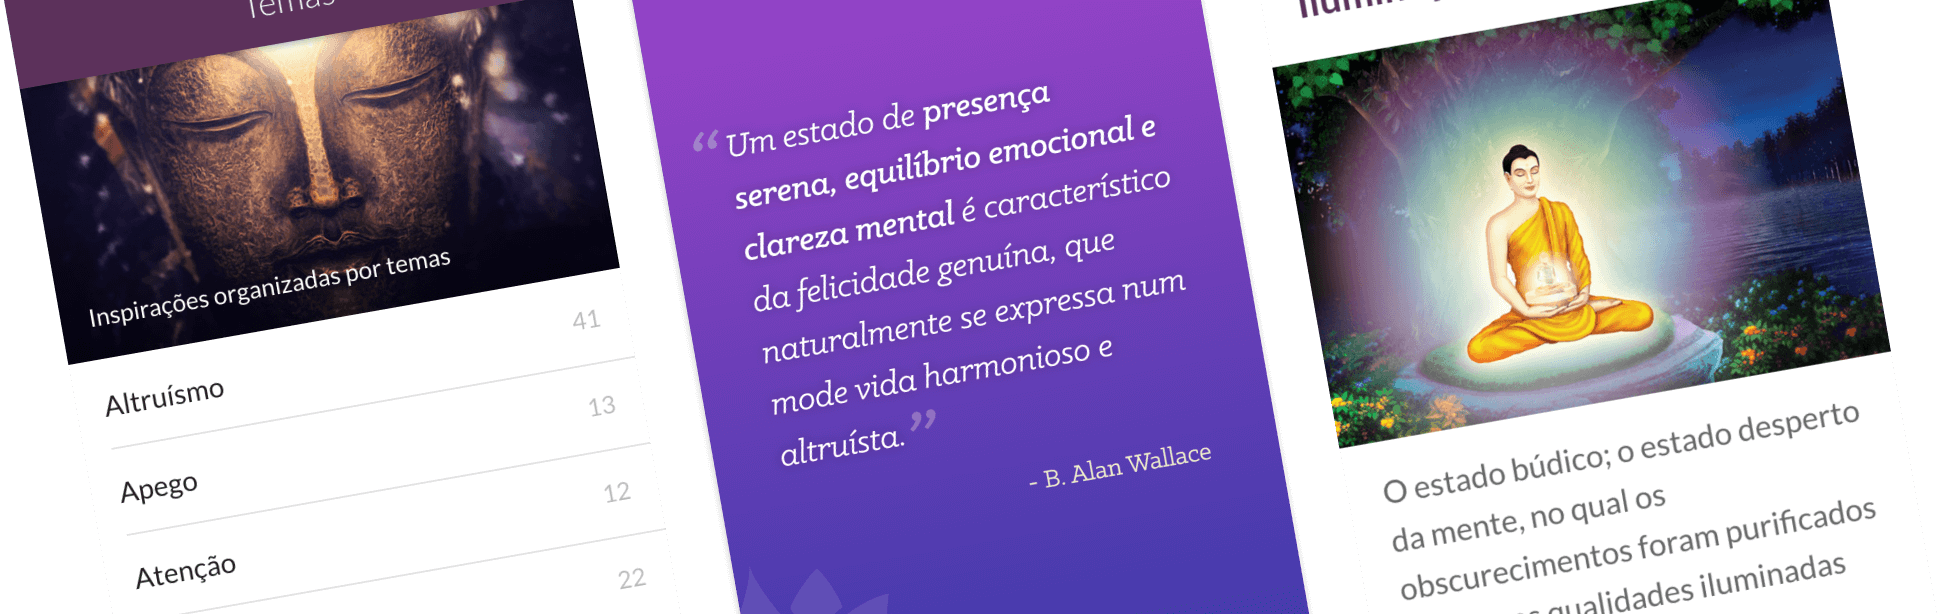 Temas
Inspirações organizadas por temas
41
Altruísmo
13
Apego
12
Atenção
22
“Um estado de presença
serena, equilíbrio emocional e
clareza mental é característico
da felicidade genuína, que
naturalmente se expressa num
mode vida harmonioso e
altruísta.”
- B. Alan Wallace
O estado búdico; o estado desperto
da mente, no qual os
obscurecimentos foram purificados
qualidades iluminadas